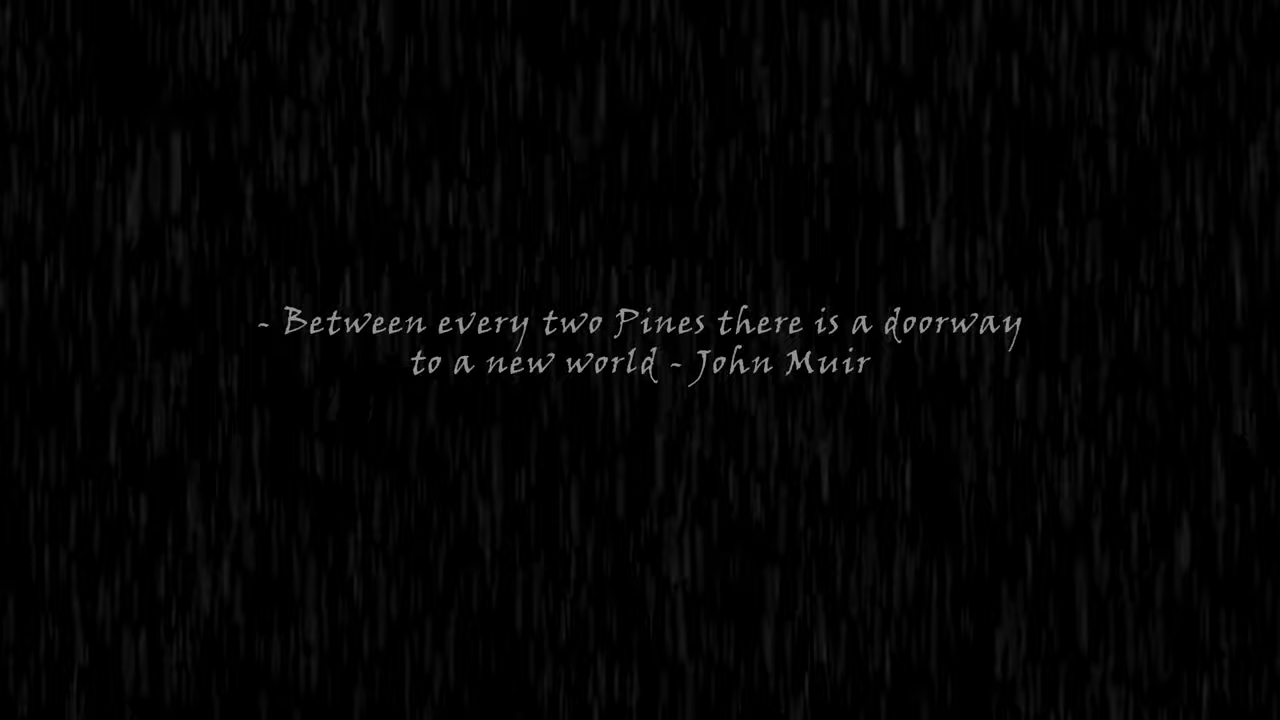 - Between every two Pines there is a doorway
to a new world - John Muir